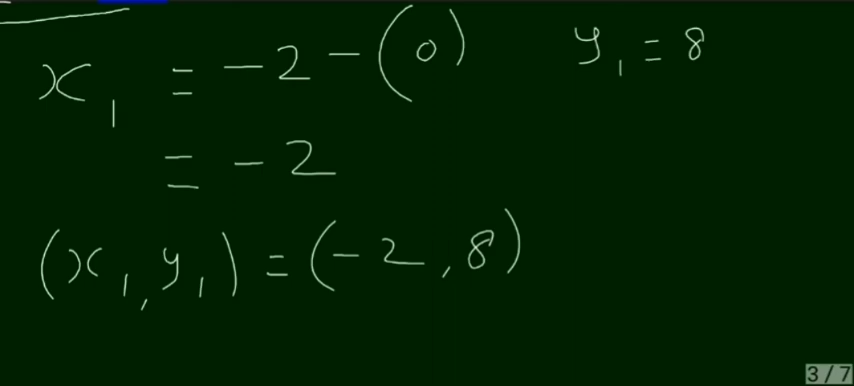 x₁ = -2 - (0) y₁ = 8
= -2
(x₁, y₁) = (-2, 8)
3 / 7